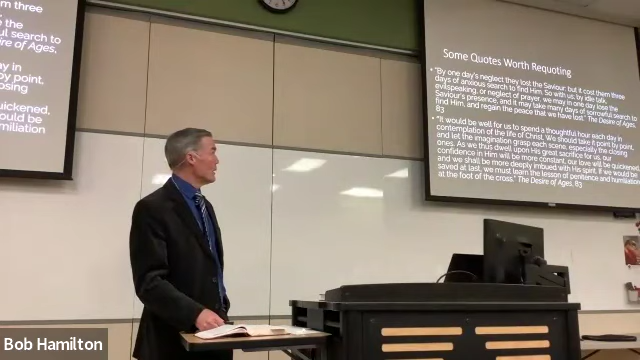 m three
e the
ul search to
ire of Ages,
ay in
by point,
osing
uickened,
ould be
miliation
Some Quotes Worth Requoting
• "By one day's neglect they lost the Saviour; but it cost them three
days of anxious search to find Him. So with us; by idle talk,
evilspeaking, or neglect of prayer, we may in one day lose the
Saviour's presence, and it may take many days of sorrowful search to
find Him, and regain the peace that we have lost." The Desire of Ages,
83
• "It would be well for us to spend a thoughtful hour each day in
contemplation of the life of Christ. We should take it point by point,
and let the imagination grasp each scene, especially the closing
ones. As we thus dwell upon His great sacrifice for us, our
confidence in Him will be more constant, our love will be quickened,
and we shall be more deeply imbued with His spirit. If we would be
saved at last, we must learn the lesson of penitence and humiliation
at the foot of the cross." The Desire of Ages, 83
Bob Hamilton